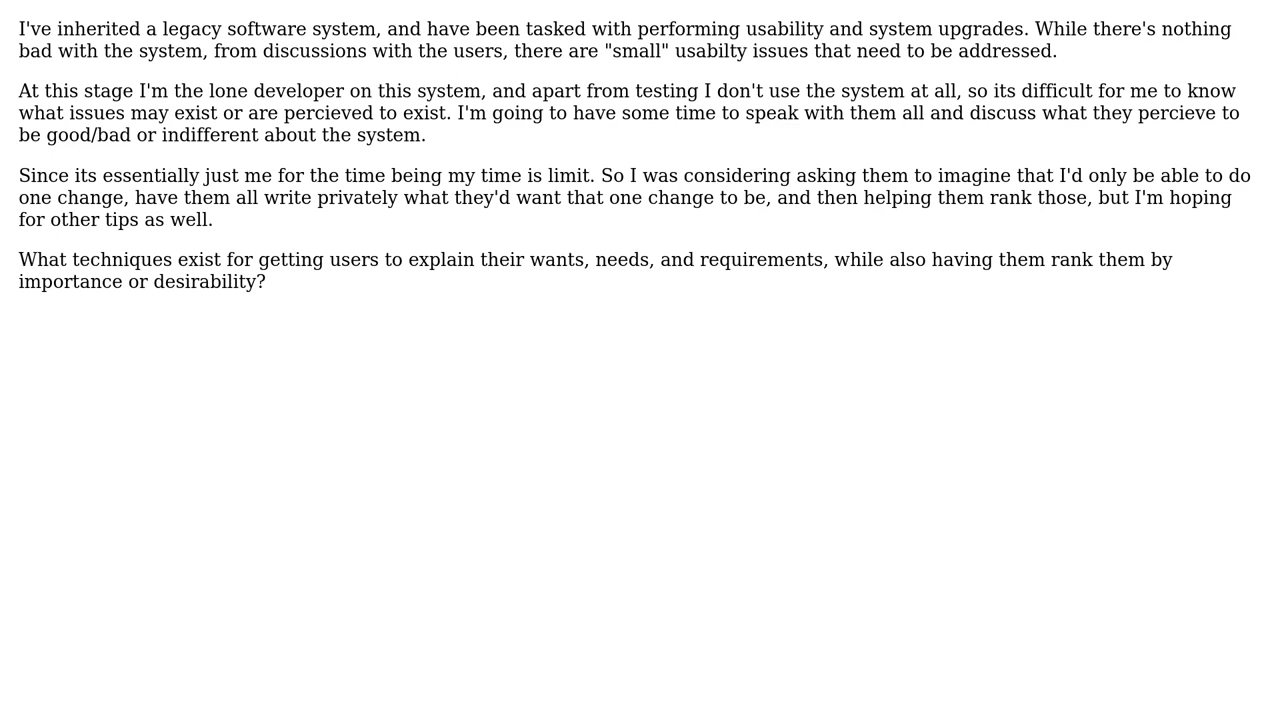 I've inherited a legacy software system, and have been tasked with performing usability and system upgrades. While there's nothing
bad with the system, from discussions with the users, there are "small" usabilty issues that need to be addressed.
At this stage I'm the lone developer on this system, and apart from testing I don't use the system at all, so its difficult for me to know
what issues may exist or are percieved to exist. I'm going to have some time to speak with them all and discuss what they percieve to
be good/bad or indifferent about the system.
Since its essentially just me for the time being my time is limit. So I was considering asking them to imagine that I'd only be able to do
one change, have them all write privately what they'd want that one change to be, and then helping them rank those, but I'm hoping
for other tips as well.
What techniques exist for getting users to explain their wants, needs, and requirements, while also having them rank them by
importance or desirability?